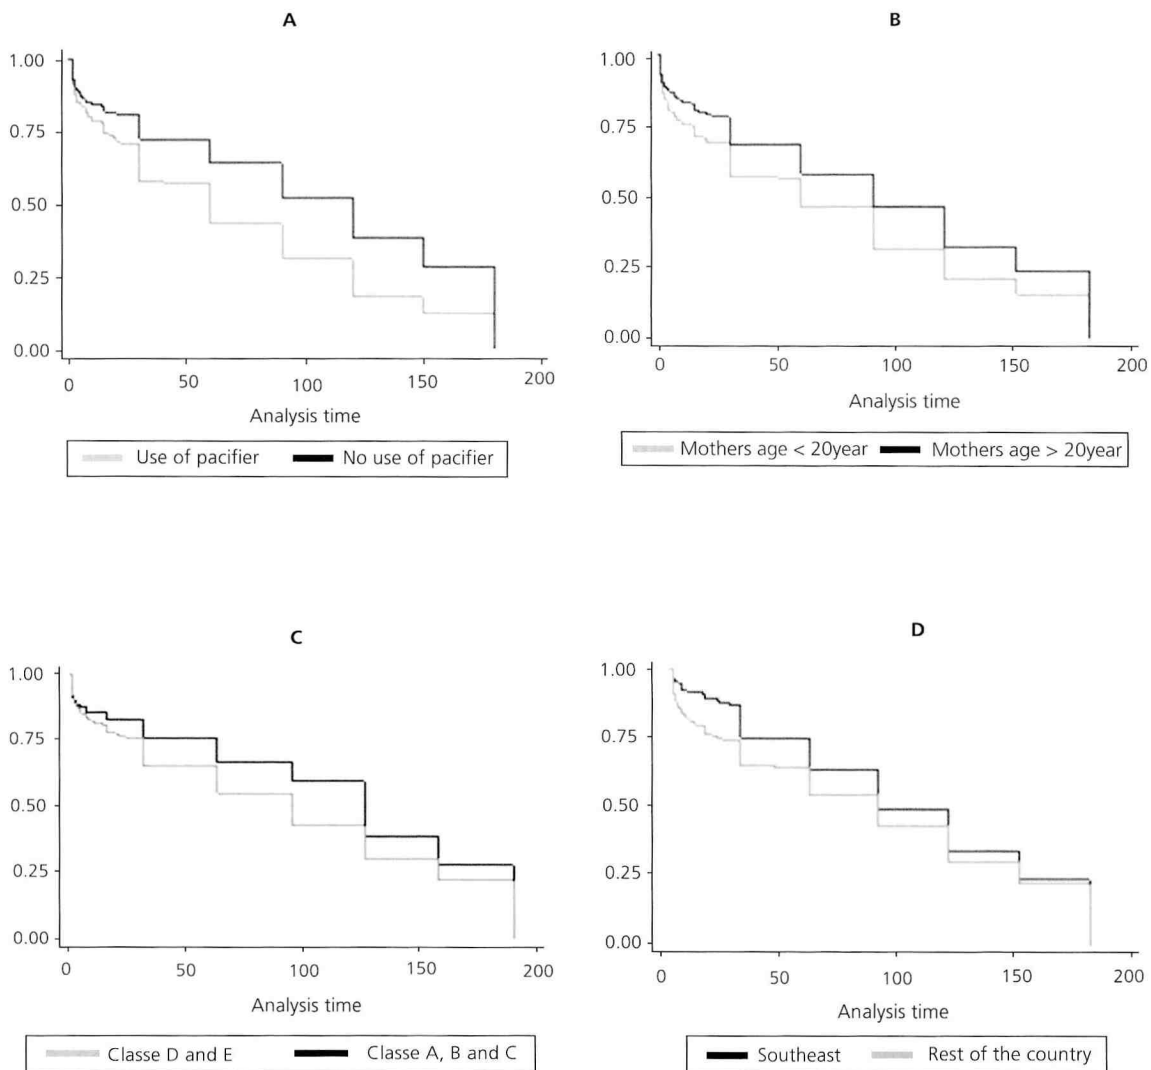 A
1.00
0.75
0.50
0.25
0.00
0 50 100 150 200
Analysis time
Use of pacifier No use of pacifier
B
1.00
0.75
0.50
0.25
0.00
0 50 100 150 200
Analysis time
Mothers age < 20year Mothers age > 20year
C
1.00
0.75
0.50
0.25
0.00
0 50 100 150 200
Analysis time
Classe D and E Classe A, B and C
D
1.00
0.75
0.50
0.25
0.00
0 50 100 150 200
Analysis time
Southeast Rest of the country